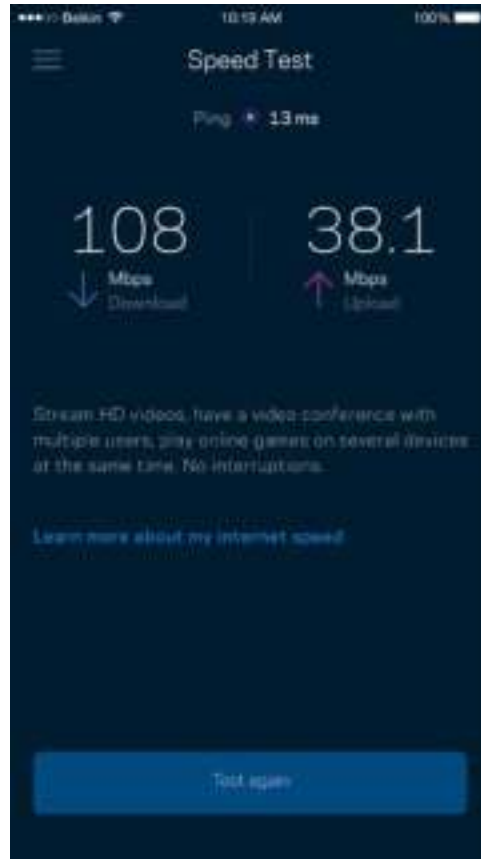 Belkin 10:13 AM 100%
Speed Test
Ping 13 ms
108 38.1
Mbps Mbps
Download Upload
Stream HD videos, have a video conference with
multiple users, play online games on several devices
at the same time. No interruptions.
Learn more about my internet speed
Test again